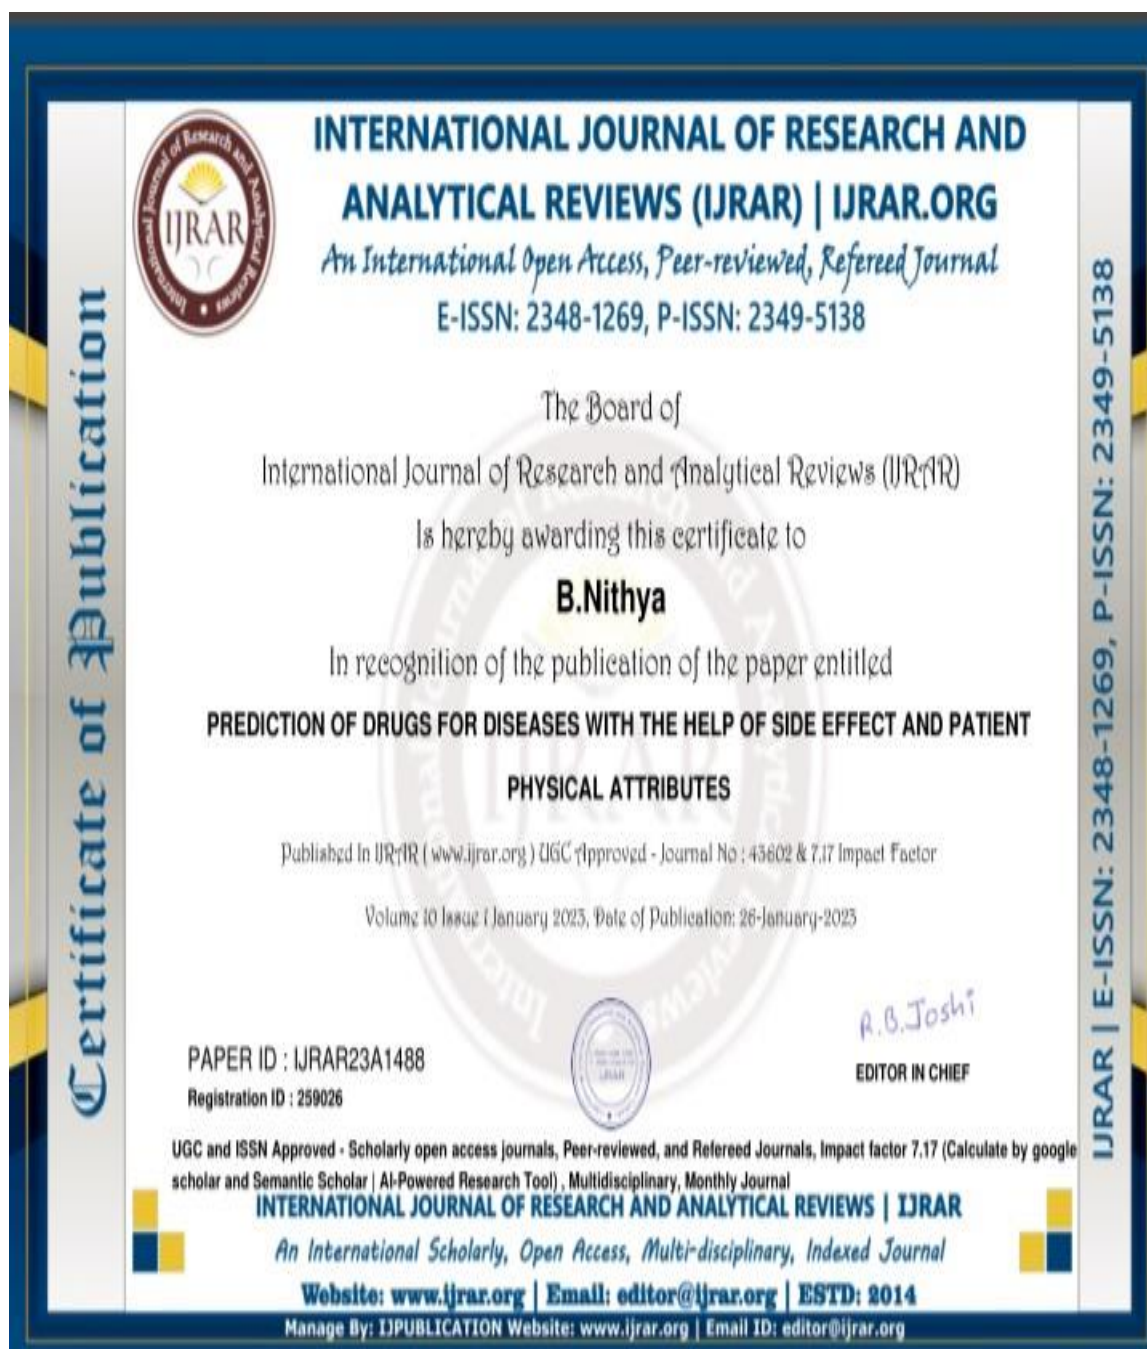 Certificate of Publication
International Journal of Research and Analytical Reviews
IJRAR
INTERNATIONAL JOURNAL OF RESEARCH AND
ANALYTICAL REVIEWS (IJRAR) | IJRAR.ORG
An International Open Access, Peer-reviewed, Refereed Journal
E-ISSN: 2348-1269, P-ISSN: 2349-5138
The Board of
International Journal of Research and Analytical Reviews (IJRAR)
Is hereby awarding this certificate to
B.Nithya
In recognition of the publication of the paper entitled
PREDICTION OF DRUGS FOR DISEASES WITH THE HELP OF SIDE EFFECT AND PATIENT
PHYSICAL ATTRIBUTES
Published In IJRAR ( www.ijrar.org ) UGC Approved - Journal No : 43602 & 7.17 Impact Factor
Volume 10 Issue 1 January 2023, Date of Publication: 26-January-2023
R.B.Joshi
PAPER ID : IJRAR23A1488
EDITOR IN CHIEF
Registration ID : 259026
UGC and ISSN Approved - Scholarly open access journals, Peer-reviewed, and Refereed Journals, Impact factor 7.17 (Calculate by google
scholar and Semantic Scholar | AI-Powered Research Tool) , Multidisciplinary, Monthly Journal
INTERNATIONAL JOURNAL OF RESEARCH AND ANALYTICAL REVIEWS | IJRAR
An International Scholarly, Open Access, Multi-disciplinary, Indexed Journal
Website: www.ijrar.org | Email: editor@ijrar.org | ESTD: 2014
Manage By: IJPUBLICATION Website: www.ijrar.org | Email ID: editor@ijrar.org
IJRAR | E-ISSN: 2348-1269, P-ISSN: 2349-5138